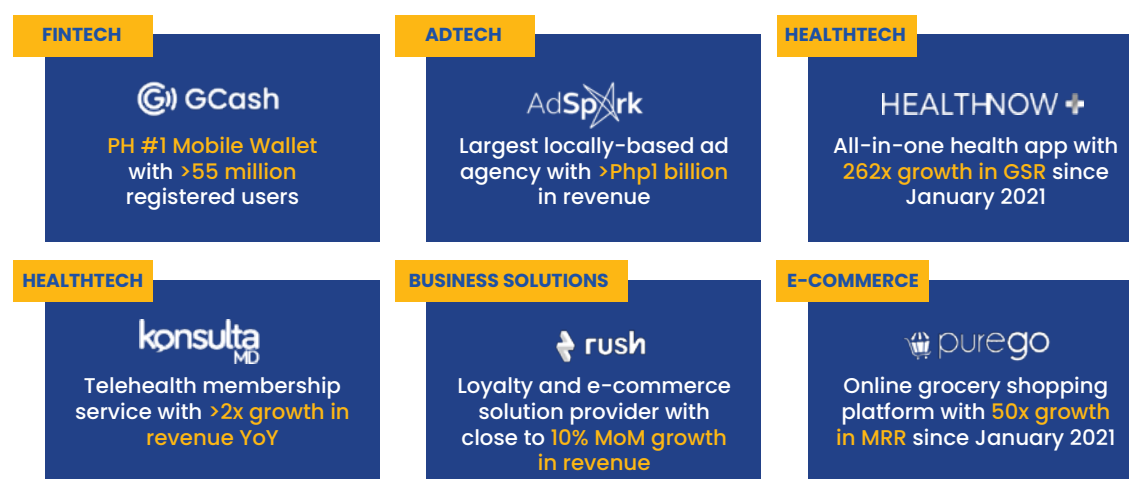 FINTECH
GCash
PH #1 Mobile Wallet
with >55 million
registered users
ADTECH
AdSpark
Largest locally-based ad
agency with >Php1 billion
in revenue
HEALTHTECH
HEALTHNOW +
All-in-one health app with
262x growth in GSR since
January 2021
HEALTHTECH
konsulta
MD
Telehealth membership
service with >2x growth in
revenue YoY
BUSINESS SOLUTIONS
rush
Loyalty and e-commerce
solution provider with
close to 10% MoM growth
in revenue
E-COMMERCE
purego
Online grocery shopping
platform with 50x growth
in MRR since January 2021